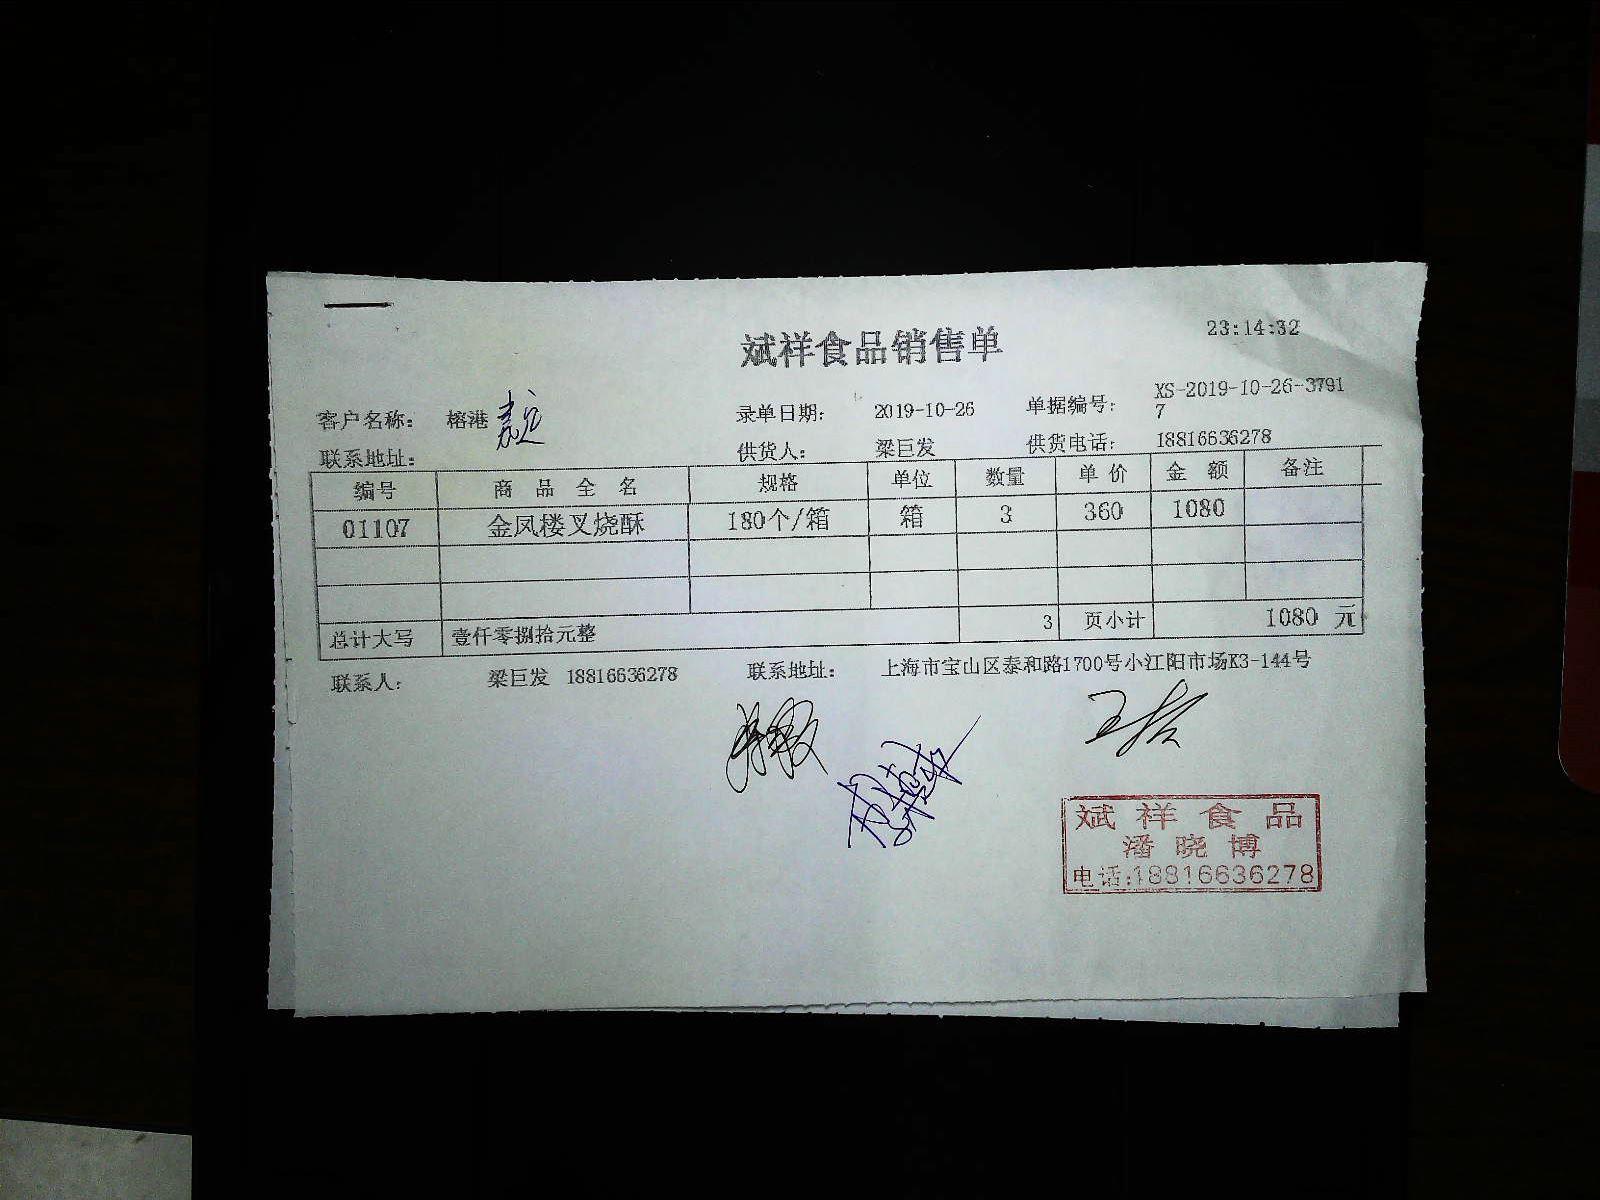 23:14:32
斌祥食品销售单
客户名称： 榕港 嘉定 录单日期： 2019-10-26 单据编号： XS-2019-10-26-3791
7
联系地址： 供货人： 梁巨发 供货电话： 18816636278
编号 商品全名 规格 单位 数量 单价 金额 备注
01107 金凤楼叉烧酥 180个/箱 箱 3 360 1080
总计大写 壹仟零捌拾元整 3 页小计 1080 元
联系人： 梁巨发 18816636278 联系地址： 上海市宝山区泰和路1700号小江阳市场K3-144号
斌祥食品
潘晓博
电话:18816636278